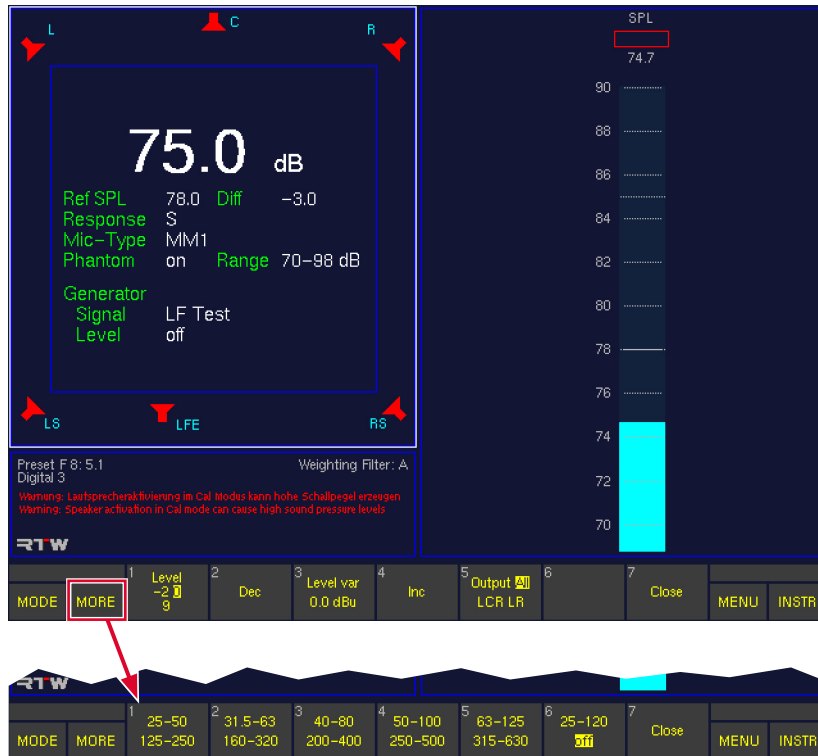 L
C
R
75.0 dB
Ref SPL 78.0 Diff −3.0
Response S
Mic−Type MM1
Phantom on Range 70−98 dB
Generator
Signal LF Test
Level off
LS
LFE
RS
Preset F 8: 5.1 Weighting Filter: A
Digital 3
Warnung: Lautsprecheraktivierung im Cal Modus kann hohe Schallpegel erzeugen
Warning: Speaker activation in Cal mode can cause high sound pressure levels
RTW
SPL
74.7
90
88
86
84
82
80
78
76
74
72
70
MODE
MORE
1 Level
−2 0
9
2 Dec
3 Level var
0.0 dBu
4 Inc
5 Output All
LCR LR
6
7 Close
MENU
INSTR
RTW
MODE
MORE
1 25−50
125−250
2 31.5−63
160−320
3 40−80
200−400
4 50−100
250−500
5 63−125
315−630
6 25−120
off
7 Close
MENU
INSTR